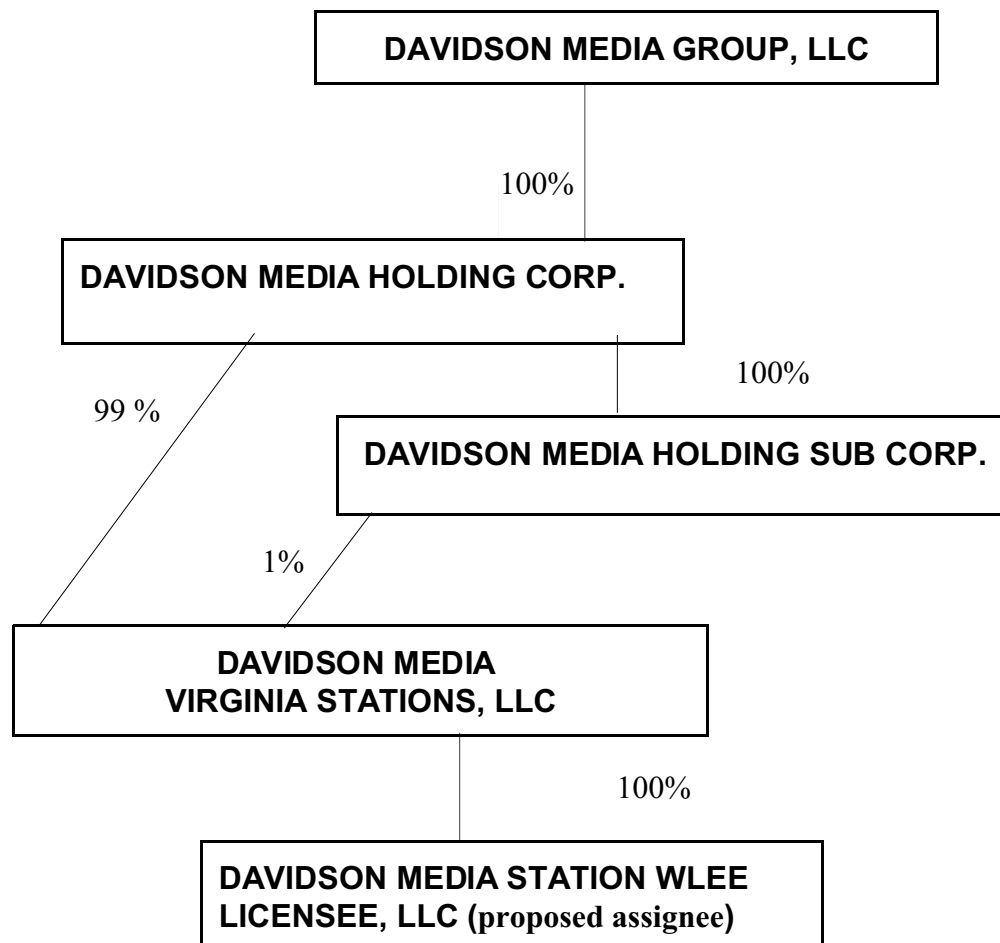 DAVIDSON MEDIA GROUP, LLC
100%
DAVIDSON MEDIA HOLDING CORP.
100%
99 %
DAVIDSON MEDIA HOLDING SUB CORP.
1%
DAVIDSON MEDIA
VIRGINIA STATIONS, LLC
100%
DAVIDSON MEDIA STATION WLEE
LICENSEE, LLC (proposed assignee)